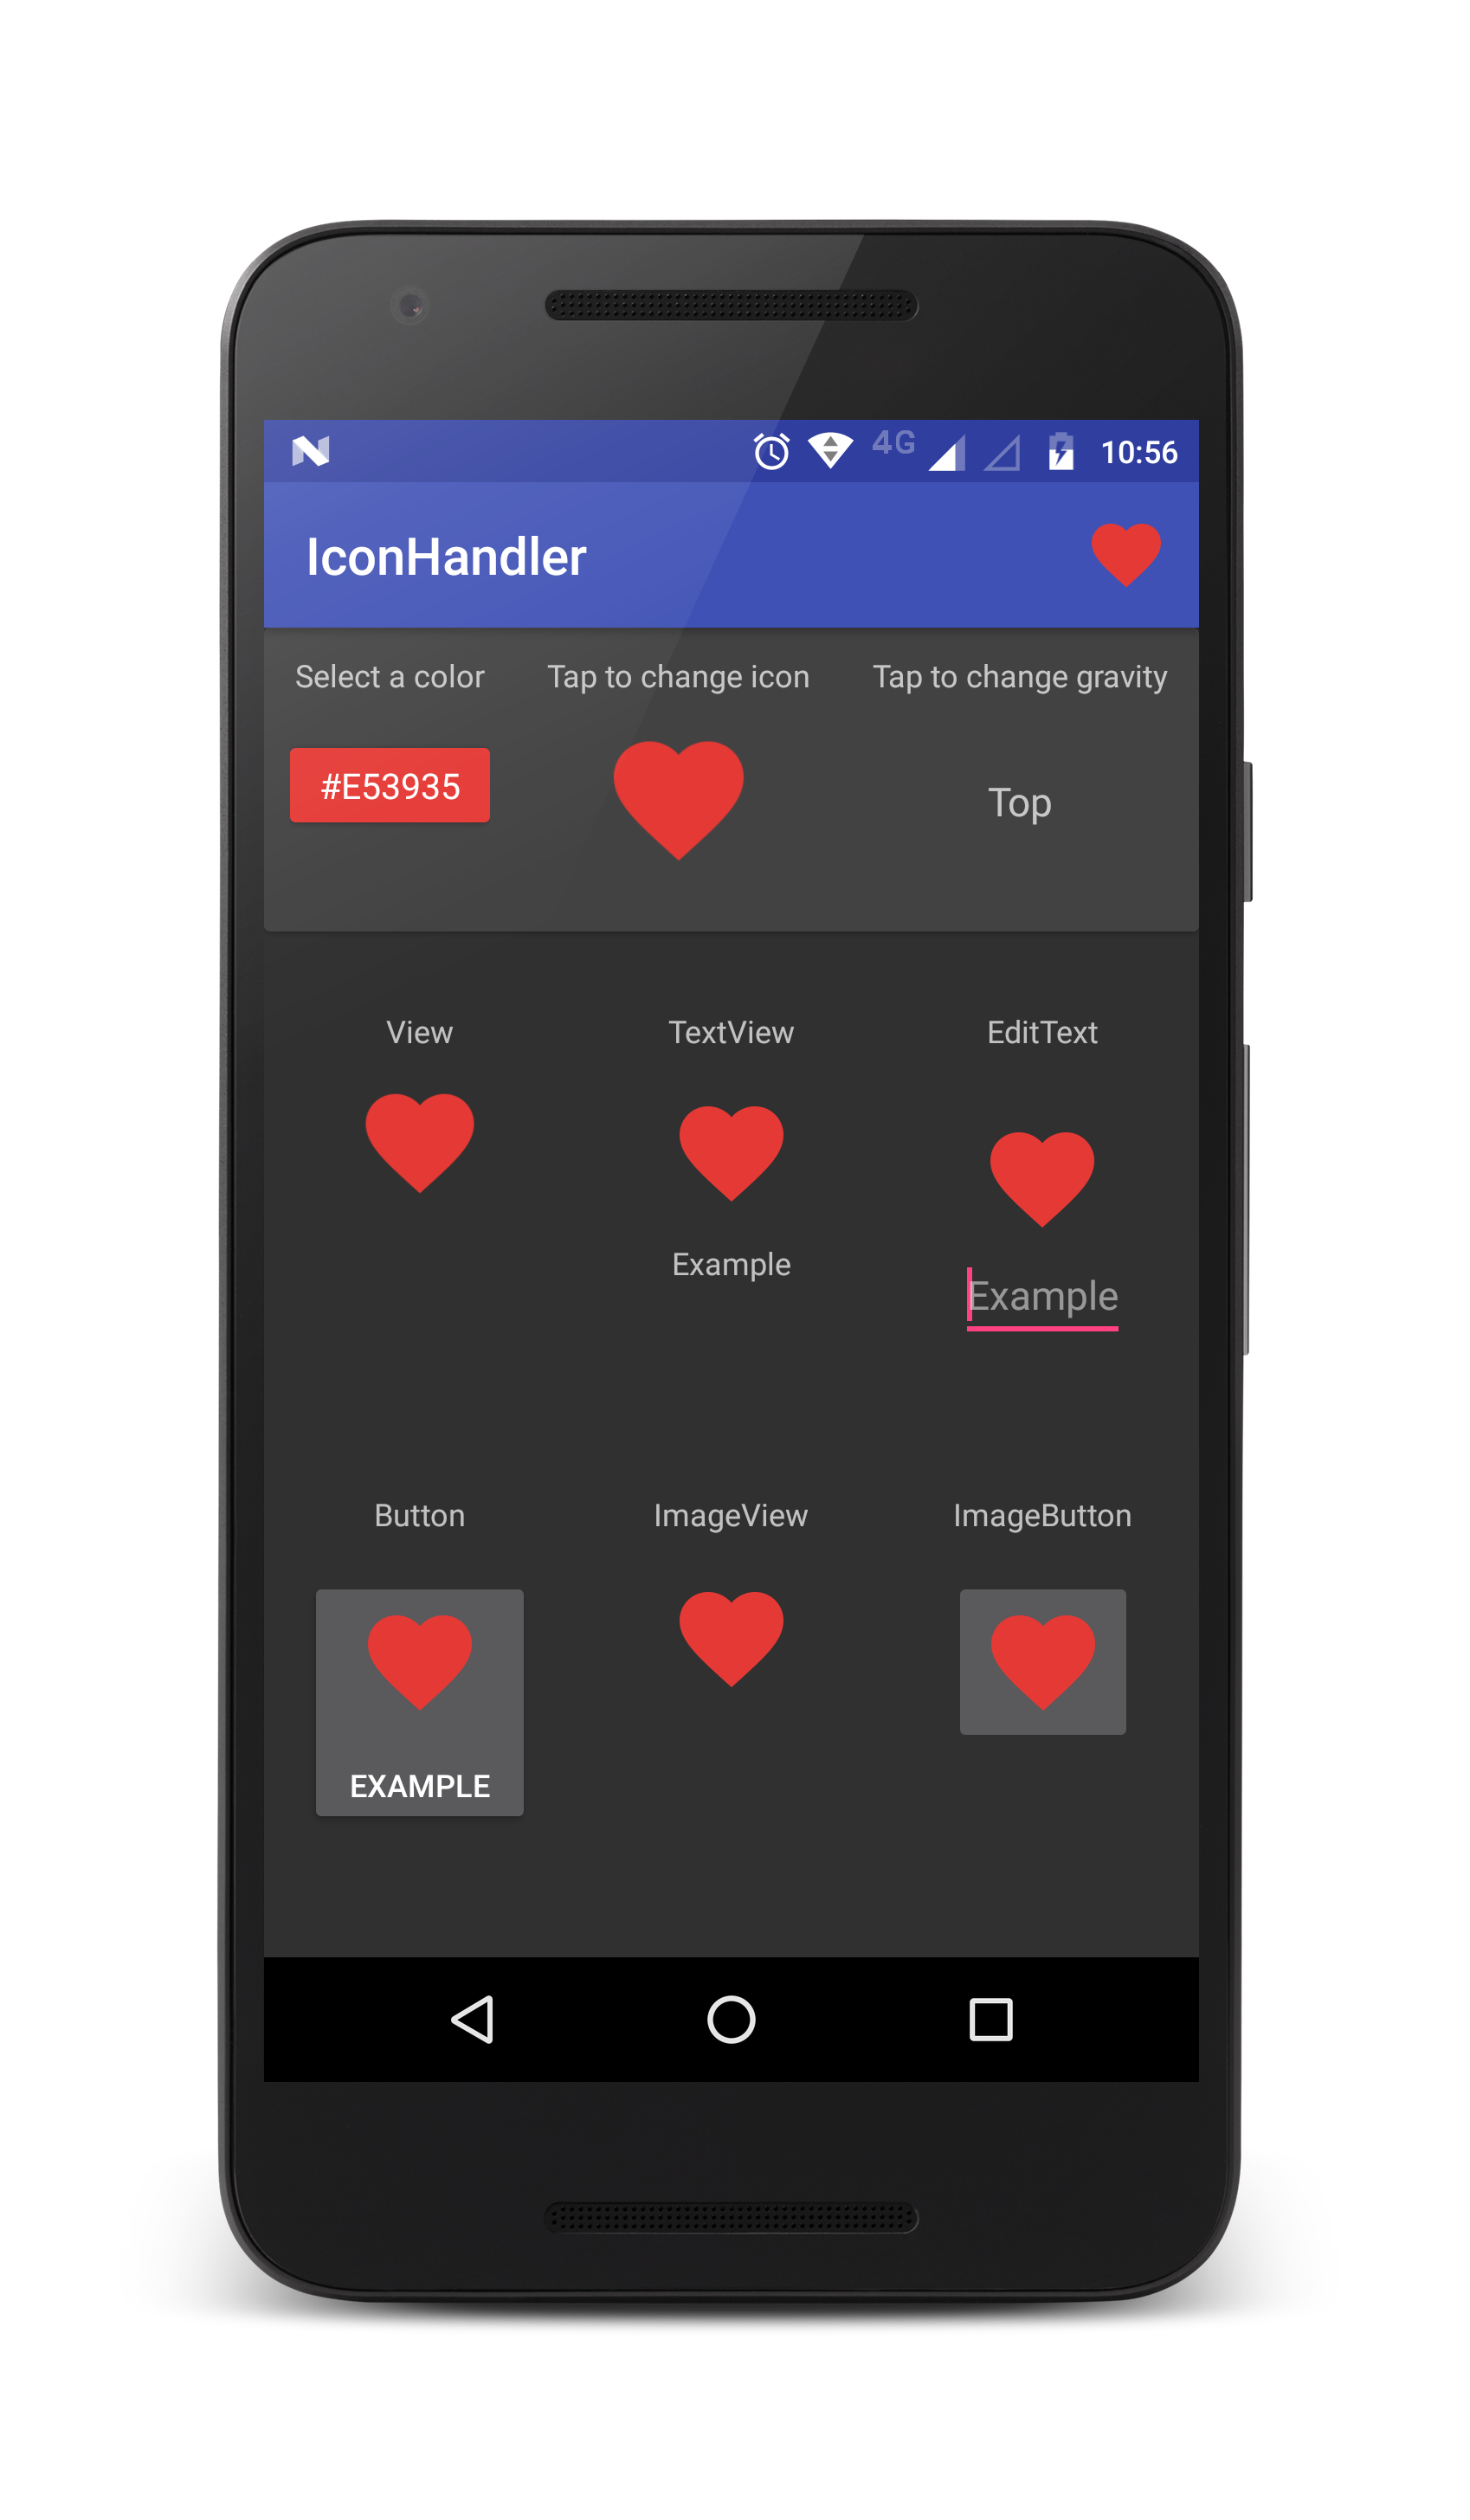 4G 10:56
IconHandler
Select a color Tap to change icon Tap to change gravity
#E53935 Top
View TextView EditText
Example
Example
Button ImageView ImageButton
EXAMPLE